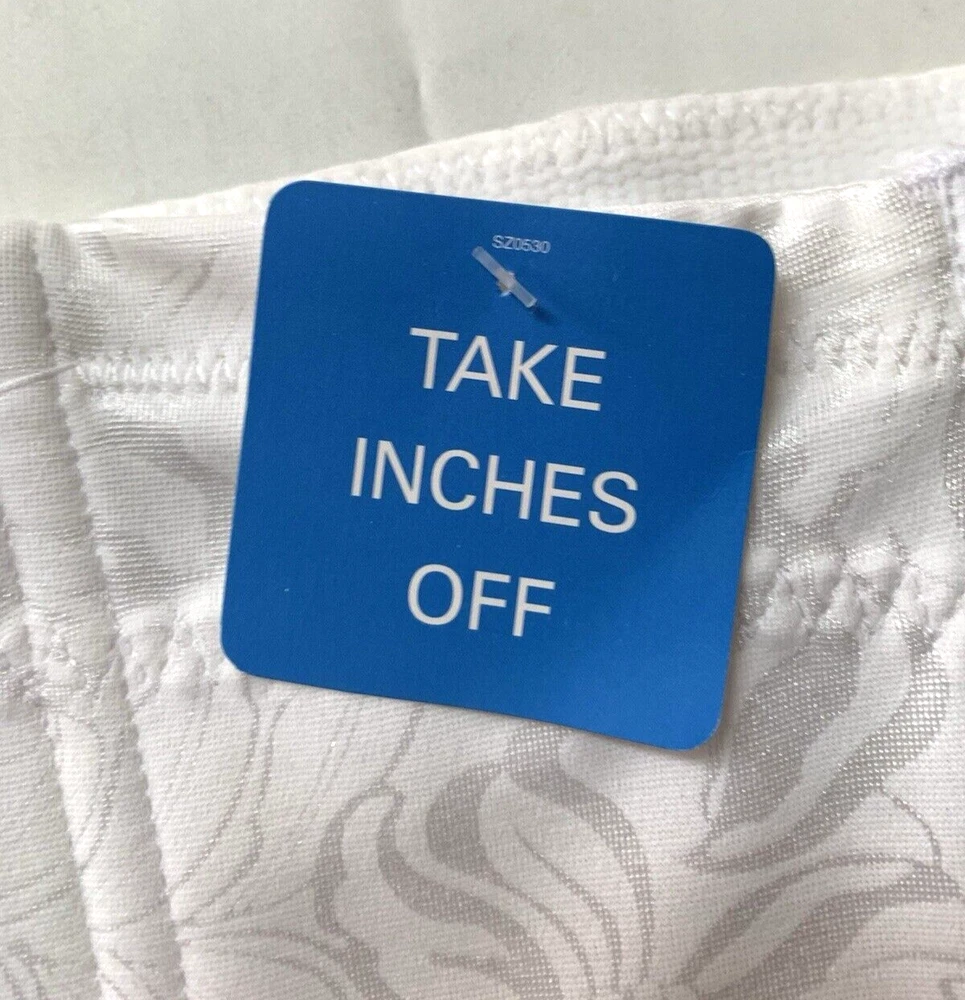 SZ0530
TAKE
INCHES
OFF